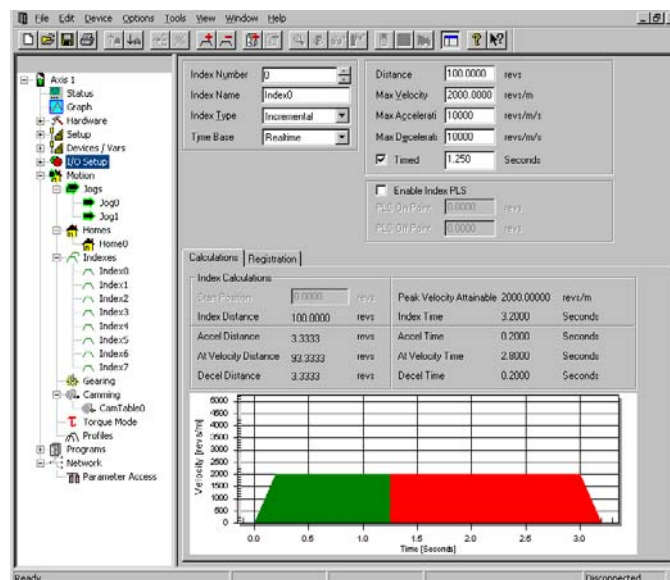 File Edit Device Options Tools View Window Help
Axis 1
Status
Graph
Hardware
Setup
Devices / Vars
I/O Setup
Motion
Jogs
Jog0
Jog1
Homes
Home0
Indexes
Index0
Index1
Index2
Index3
Index4
Index5
Index6
Index7
Gearing
Camming
CamTable0
Torque Mode
Profiles
Programs
Network
Parameter Access
Index Number 0
Index Name Index0
Index Type Incremental
Time Base Realtime
Distance 100.0000 revs
Max Velocity 2000.0000 revs/m
Max Accelerati 10000 revs/m/s
Max Decelerati 10000 revs/m/s
Timed 1.250 Seconds
Enable Index PLS
PLS On Point 0.0000 revs
PLS Off Point 0.0000 revs
Calculations Registration
Index Calculations
Start Position 0.0000 revs
Index Distance 100.0000 revs
Accel Distance 3.3333 revs
At Velocity Distance 93.3333 revs
Decel Distance 3.3333 revs
Peak Velocity Attainable 2000.00000 revs/m
Index Time 3.2000 Seconds
Accel Time 0.2000 Seconds
At Velocity Time 2.8000 Seconds
Decel Time 0.2000 Seconds
Velocity [revs/m]
5000
4500
3500
3000
2500
2000
1500
1000
500
0
0.0 0.5 1.0 1.5 2.0 2.5 3.0
Time [Seconds]
Ready
Disconnected